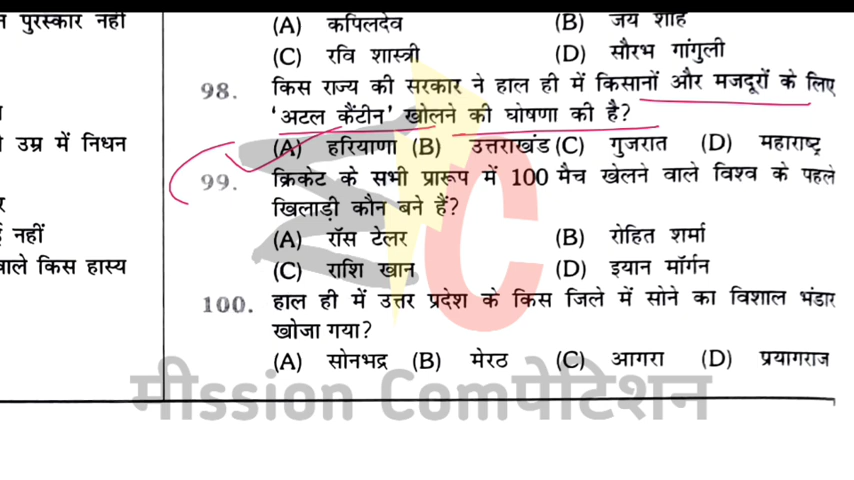 न पुरस्कार नहीं
(A) कपिलदेव (B) जय शाह
(C) रवि शास्त्री (D) सौरभ गांगुली
98. किस राज्य की सरकार ने हाल ही में किसानों और मजदूरों के लिए
‘अटल कैंटीन’ खोलने की घोषणा की है?
ो उम्र में निधन
(A) हरियाणा (B) उत्तराखंड (C) गुजरात (D) महाराष्ट्र
99. क्रिकेट के सभी प्रारूप में 100 मैच खेलने वाले विश्व के पहले
खिलाड़ी कौन बने हैं?
नहीं
(A) रॉस टेलर (B) रोहित शर्मा
वाले किस हास्य
(C) राशि खान (D) इयान मॉर्गन
100. हाल ही में उत्तर प्रदेश के किस जिले में सोने का विशाल भंडार
खोजा गया?
(A) सोनभद्र (B) मेरठ (C) आगरा (D) प्रयागराज
मीssion Comपेटिशन